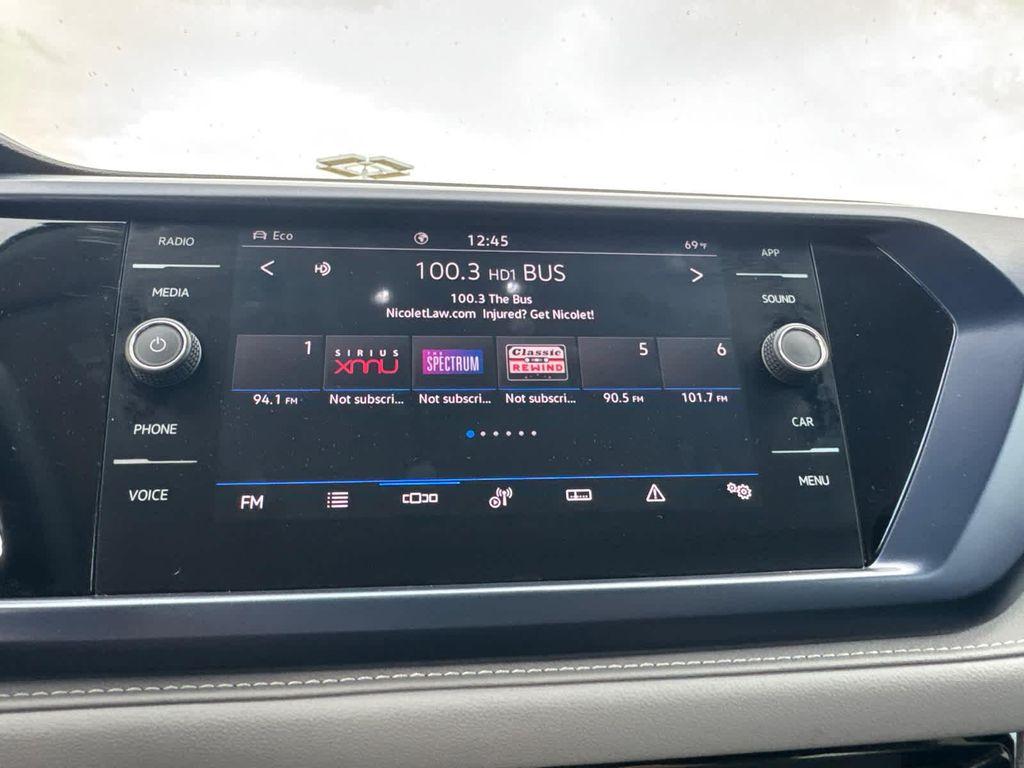 RADIO
MEDIA
PHONE
VOICE
Eco
12:45
69°F
HD
100.3 HD1 BUS
100.3 The Bus
NicoletLaw.com Injured? Get Nicolet!
1
SIRIUS
xmu
THE
SPECTRUM
Classic
REWIND
5
6
94.1 FM
Not subscri...
Not subscri...
Not subscri...
90.5 FM
101.7 FM
FM
APP
SOUND
CAR
MENU